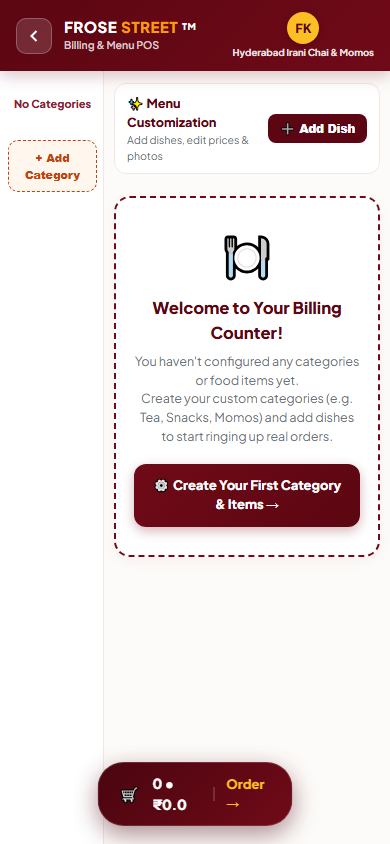 FROSE STREET ™
Billing & Menu POS
FK
Hyderabad Irani Chai & Momos
No Categories
+ Add
Category
✨ Menu
Customization
Add dishes, edit prices &
photos
➕ Add Dish
🍽️
Welcome to Your Billing
Counter!
You haven't configured any categories
or food items yet.
Create your custom categories (e.g.
Tea, Snacks, Momos) and add dishes
to start ringing up real orders.
⚙️ Create Your First Category
& Items →
🛒
0 •
₹0.0
|
Order
→